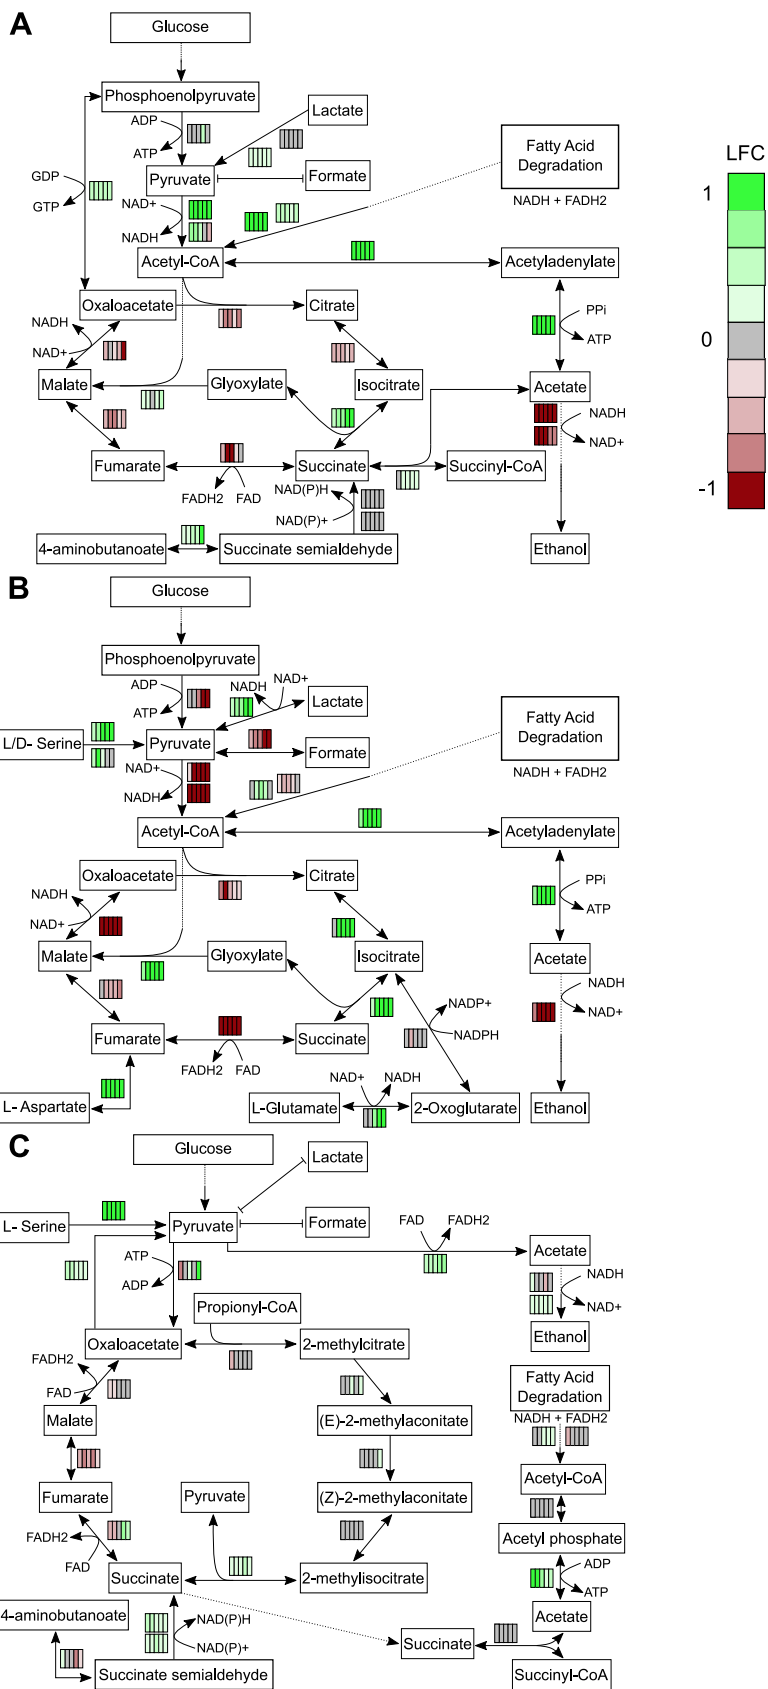 A
Glucose
Phosphoenolpyruvate
ADP
ATP
Lactate
Fatty Acid
Degradation
NADH + FADH2
LFC
1
0
-1
GDP
GTP
Pyruvate
Formate
NAD+
NADH
Acetyl-CoA
Acetyladenylate
Oxaloacetate
Citrate
NADH
NAD+
PPi
ATP
Malate
Glyoxylate
Isocitrate
Acetate
NADH
NAD+
Fumarate
Succinate
Succinyl-CoA
FADH2
FAD
NAD(P)H
NAD(P)+
4-aminobutanoate
Succinate semialdehyde
Ethanol
B
Glucose
Phosphoenolpyruvate
ADP
ATP
NADH
NAD+
Lactate
Fatty Acid
Degradation
NADH + FADH2
L/D- Serine
Pyruvate
Formate
NAD+
NADH
Acetyl-CoA
Acetyladenylate
Oxaloacetate
Citrate
NADH
NAD+
PPi
ATP
Malate
Glyoxylate
Isocitrate
Acetate
NADP+
NADPH
NADH
NAD+
Fumarate
Succinate
FADH2
FAD
NAD+
NADH
L- Aspartate
L-Glutamate
2-Oxoglutarate
Ethanol
C
Glucose
Lactate
L- Serine
Pyruvate
Formate
FAD
FADH2
Acetate
ATP
ADP
NADH
NAD+
Propionyl-CoA
Oxaloacetate
2-methylcitrate
Ethanol
FADH2
FAD
Fatty Acid
Degradation
NADH + FADH2
Malate
(E)-2-methylaconitate
Acetyl-CoA
Fumarate
Pyruvate
(Z)-2-methylaconitate
Acetyl phosphate
FADH2
FAD
ADP
ATP
Succinate
2-methylisocitrate
4-aminobutanoate
NAD(P)H
NAD(P)+
Acetate
Succinate
Succinate semialdehyde
Succinyl-CoA